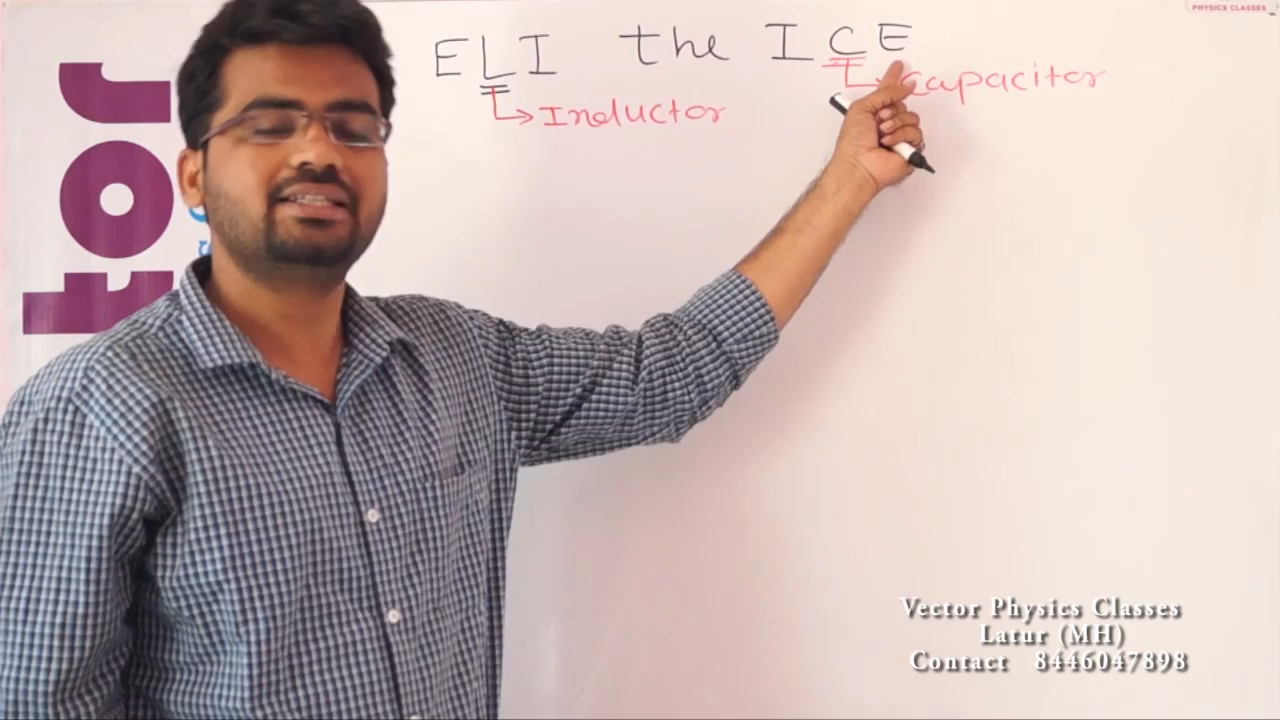 PHYSICS CLASSES
ELI the ICE
Capacitor
Inductor
tor
Vector Physics Classes
Latur (MH)
Contact 8446047898